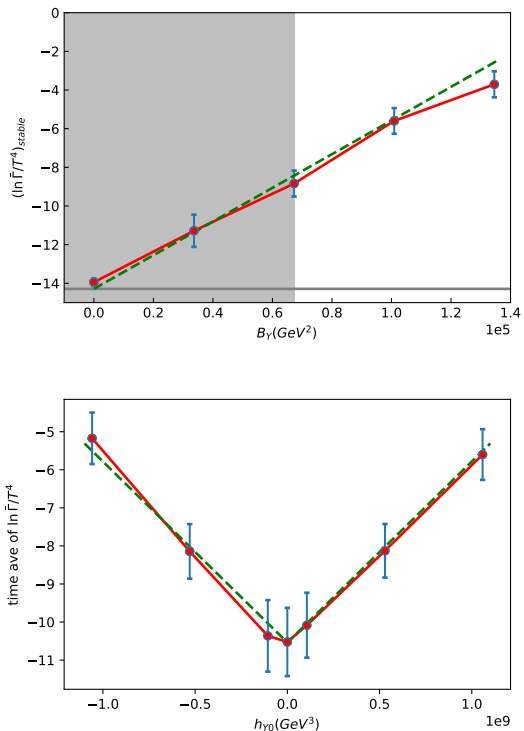 0
−2
−4
−6
−8
−10
−12
−14
(ln Γ̄/T⁴)stable
0.0 0.2 0.4 0.6 0.8 1.0 1.2 1.4
1e5
B_Y(GeV²)
−5
−6
−7
−8
−9
−10
−11
time ave of ln Γ̄/T⁴
−1.0 −0.5 0.0 0.5 1.0
1e9
h_Y0(GeV³)